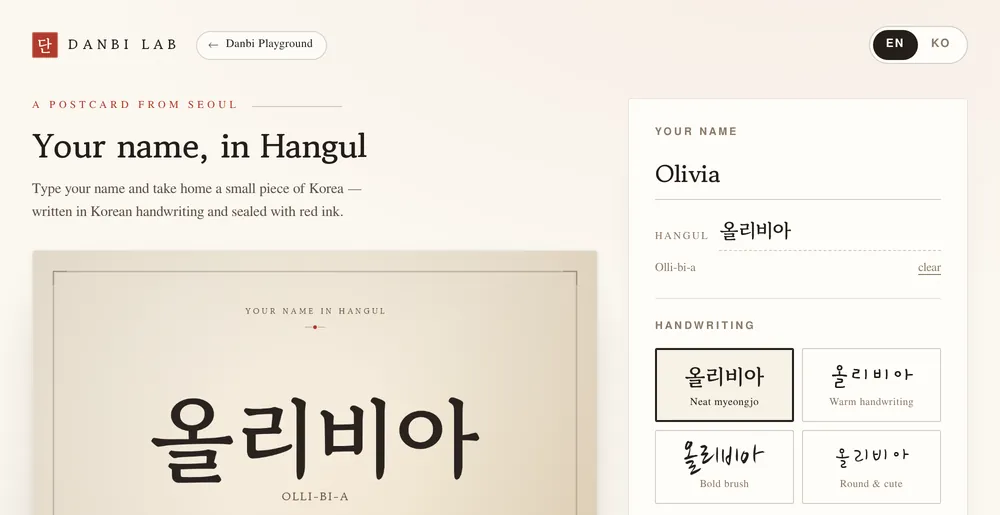 단 DANBI LAB
← Danbi Playground
EN KO
A POSTCARD FROM SEOUL
Your name, in Hangul
Type your name and take home a small piece of Korea —
written in Korean handwriting and sealed with red ink.
YOUR NAME IN HANGUL
올리비아
OLLI-BI-A
YOUR NAME
Olivia
HANGUL 올리비아
Olli-bi-a clear
HANDWRITING
올리비아
Neat myeongjo
올리비아
Warm handwriting
올리비아
Bold brush
올리비아
Round & cute